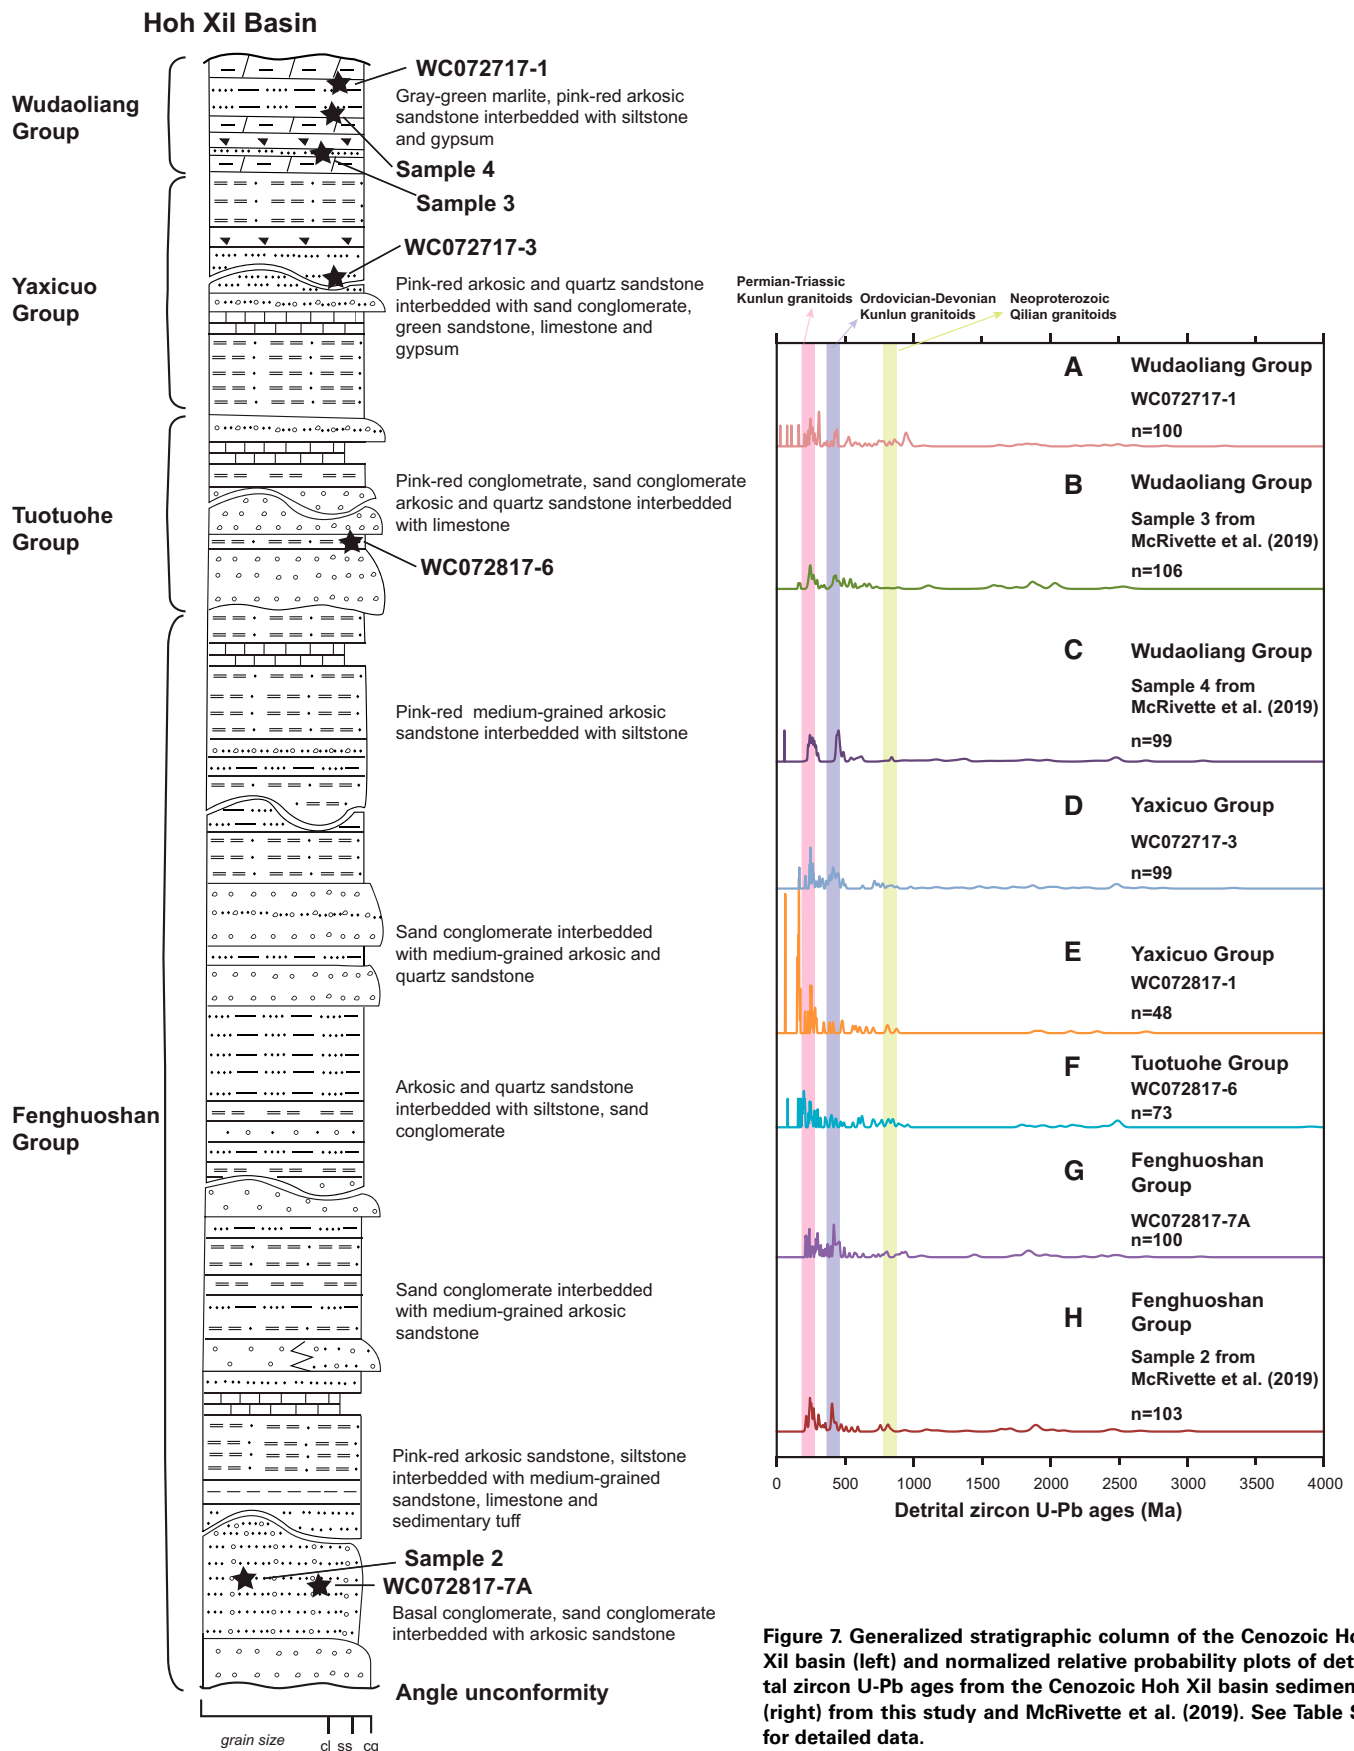 Hoh Xil Basin
Wudaoliang
Group
WC072717-1
Gray-green marlite, pink-red arkosic
sandstone interbedded with siltstone
and gypsum
Sample 4
Sample 3
Yaxicuo
Group
WC072717-3
Pink-red arkosic and quartz sandstone
interbedded with sand conglomerate,
green sandstone, limestone and
gypsum
Tuotuohe
Group
Pink-red conglometrate, sand conglomerate
arkosic and quartz sandstone interbedded
with limestone
WC072817-6
Fenghuoshan
Group
Pink-red medium-grained arkosic
sandstone interbedded with siltstone
Sand conglomerate interbedded
with medium-grained arkosic and
quartz sandstone
Arkosic and quartz sandstone
interbedded with siltstone, sand
conglomerate
Sand conglomerate interbedded
with medium-grained arkosic
sandstone
Pink-red arkosic sandstone, siltstone
interbedded with medium-grained
sandstone, limestone and
sedimentary tuff
Sample 2
WC072817-7A
Basal conglomerate, sand conglomerate
interbedded with arkosic sandstone
Angle unconformity
grain size
cl ss cg
Permian-Triassic
Kunlun granitoids
Ordovician-Devonian
Kunlun granitoids
Neoproterozoic
Qilian granitoids
A Wudaoliang Group
WC072717-1
n=100
B Wudaoliang Group
Sample 3 from
McRivette et al. (2019)
n=106
C Wudaoliang Group
Sample 4 from
McRivette et al. (2019)
n=99
D Yaxicuo Group
WC072717-3
n=99
E Yaxicuo Group
WC072817-1
n=48
F Tuotuohe Group
WC072817-6
n=73
G Fenghuoshan
Group
WC072817-7A
n=100
H Fenghuoshan
Group
Sample 2 from
McRivette et al. (2019)
n=103
0 500 1000 1500 2000 2500 3000 3500 4000
Detrital zircon U-Pb ages (Ma)
Figure 7. Generalized stratigraphic column of the Cenozoic Ho
Xil basin (left) and normalized relative probability plots of det
tal zircon U-Pb ages from the Cenozoic Hoh Xil basin sedimen
(right) from this study and McRivette et al. (2019). See Table S
for detailed data.